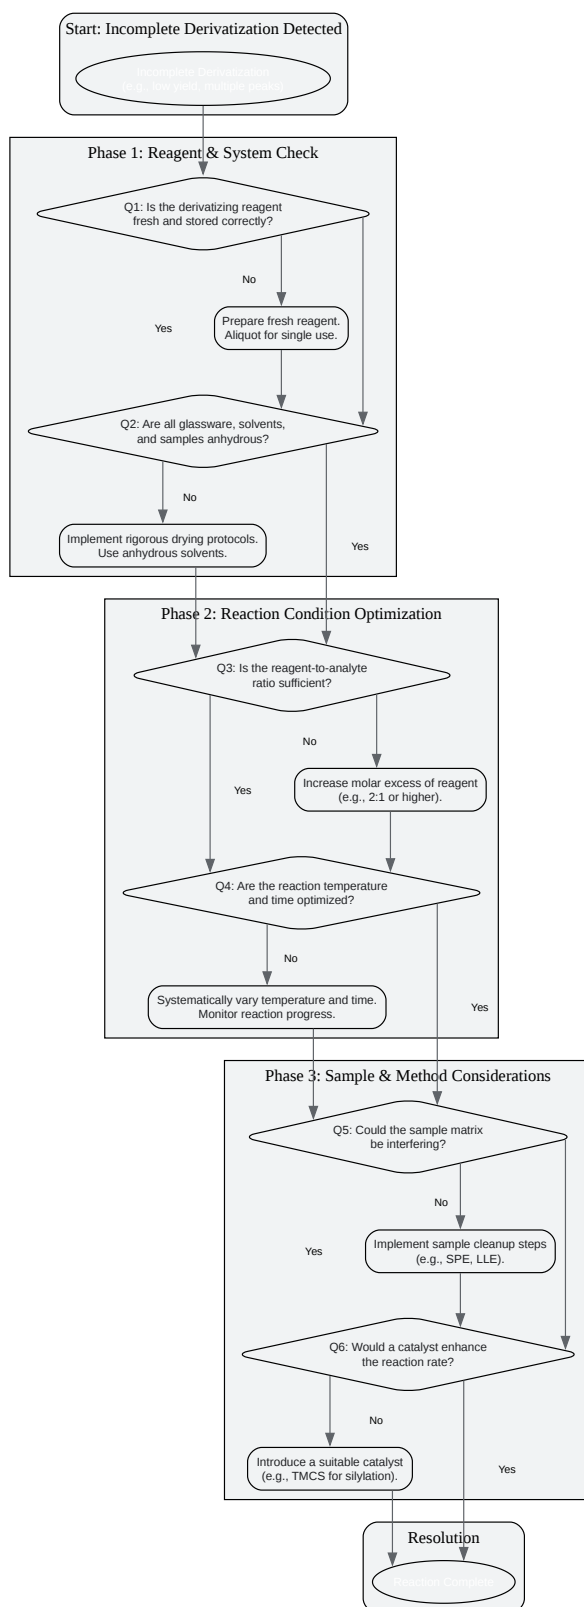 Start: Incomplete Derivatization Detected
Incomplete Derivatization
(e.g., low yield, multiple peaks)
Phase 1: Reagent & System Check
Q1: Is the derivatizing reagent
fresh and stored correctly?
No
Yes
Prepare fresh reagent.
Aliquot for single use.
Q2: Are all glassware, solvents,
and samples anhydrous?
No
Implement rigorous drying protocols.
Use anhydrous solvents.
Yes
Phase 2: Reaction Condition Optimization
Q3: Is the reagent-to-analyte
ratio sufficient?
No
Yes
Increase molar excess of reagent
(e.g., 2:1 or higher).
Q4: Are the reaction temperature
and time optimized?
No
Systematically vary temperature and time.
Monitor reaction progress.
Yes
Phase 3: Sample & Method Considerations
Q5: Could the sample matrix
be interfering?
No
Yes
Implement sample cleanup steps
(e.g., SPE, LLE).
Q6: Would a catalyst enhance
the reaction rate?
No
Introduce a suitable catalyst
(e.g., TMCS for silylation).
Yes
Resolution
Reaction Complete